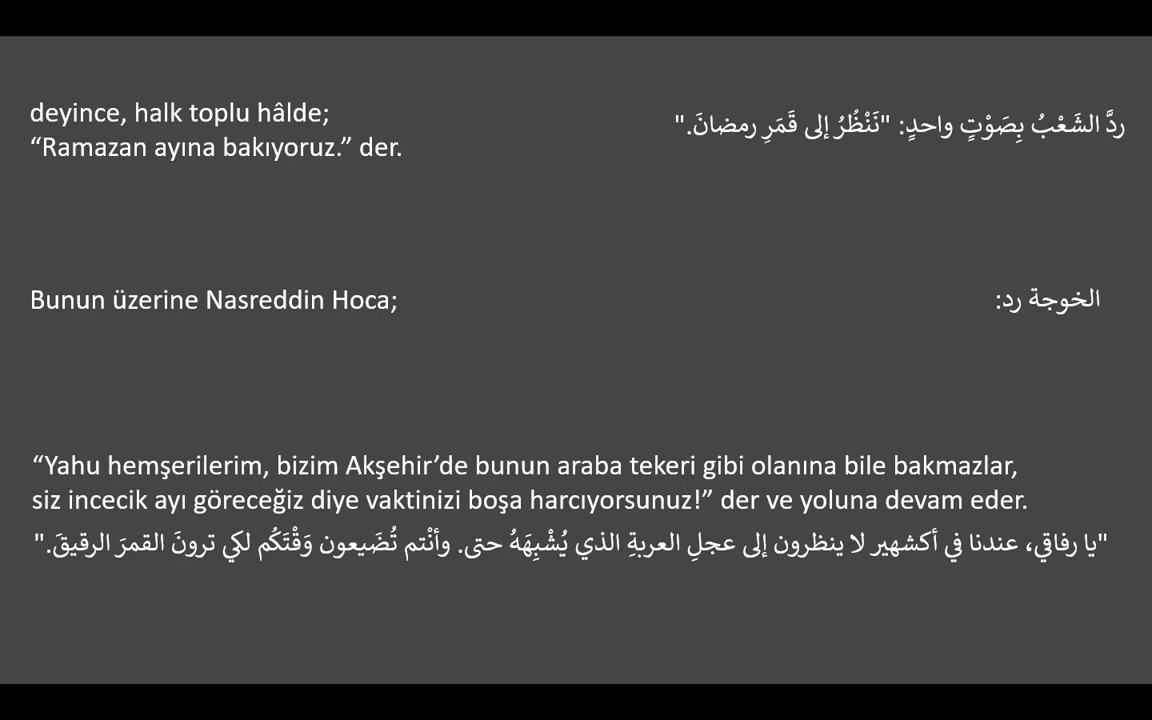 deyince, halk toplu hâlde;
“Ramazan ayına bakıyoruz.” der.
ردَّ الشَعْبُ بِصَوْتٍ واحدٍ: "نَنْظُرُ إلى قَمَرِ رمضانَ."
Bunun üzerine Nasreddin Hoca;
الخوجة رد:
“Yahu hemşerilerim, bizim Akşehir’de bunun araba tekeri gibi olanına bile bakmazlar,
siz incecik ayı göreceğiz diye vaktinizi boşa harcıyorsunuz!” der ve yoluna devam eder.
"يا رفاقي، عندنا في أكشهير لا ينظرون إلى عجلِ العربةِ الذي يُشْبِهَهُ حتى. وأنْتم تُضَيعون وَقْتَكُم لكي ترونَ القمرَ الرقيقَ."